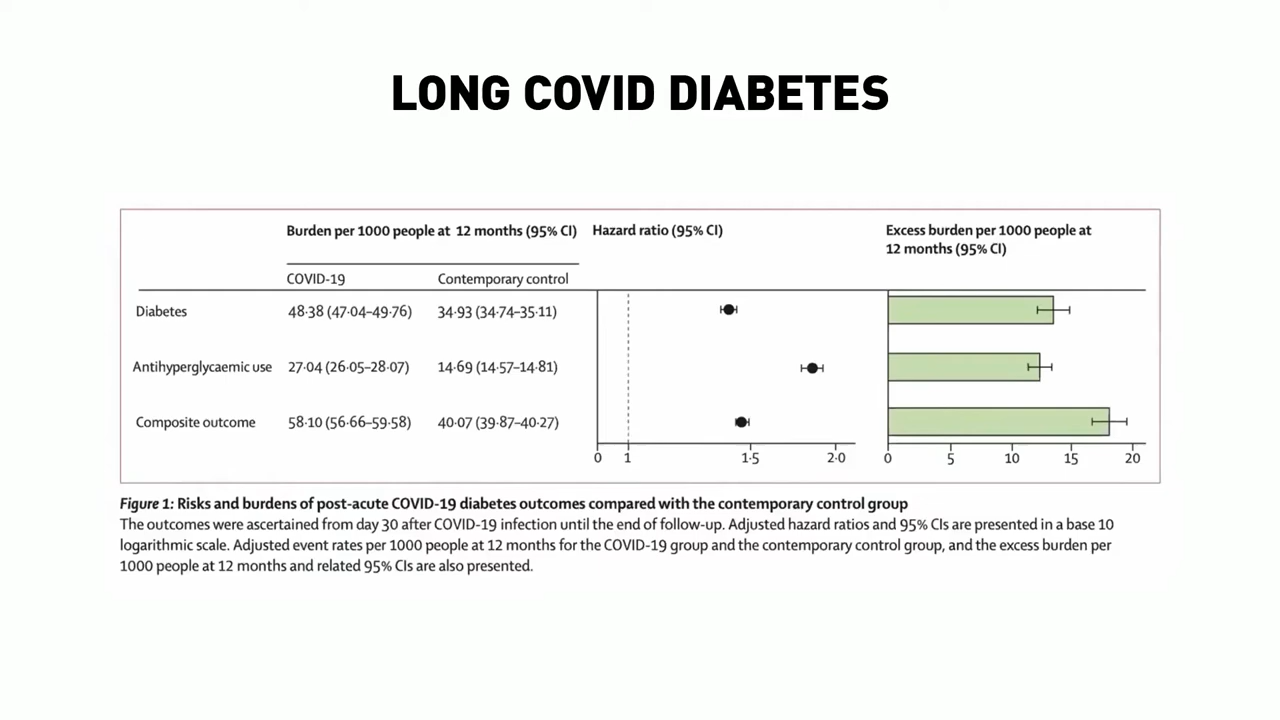 LONG COVID DIABETES
Burden per 1000 people at 12 months (95% CI) Hazard ratio (95% CI) Excess burden per 1000 people at
12 months (95% CI)
COVID-19 Contemporary control
Diabetes 48·38 (47·04–49·76) 34·93 (34·74–35·11)
Antihyperglycaemic use 27·04 (26·05–28·07) 14·69 (14·57–14·81)
Composite outcome 58·10 (56·66–59·58) 40·07 (39·87–40·27)
0 1 1·5 2·0 0 5 10 15 20
Figure 1: Risks and burdens of post-acute COVID-19 diabetes outcomes compared with the contemporary control group
The outcomes were ascertained from day 30 after COVID-19 infection until the end of follow-up. Adjusted hazard ratios and 95% CIs are presented in a base 10
logarithmic scale. Adjusted event rates per 1000 people at 12 months for the COVID-19 group and the contemporary control group, and the excess burden per
1000 people at 12 months and related 95% CIs are also presented.